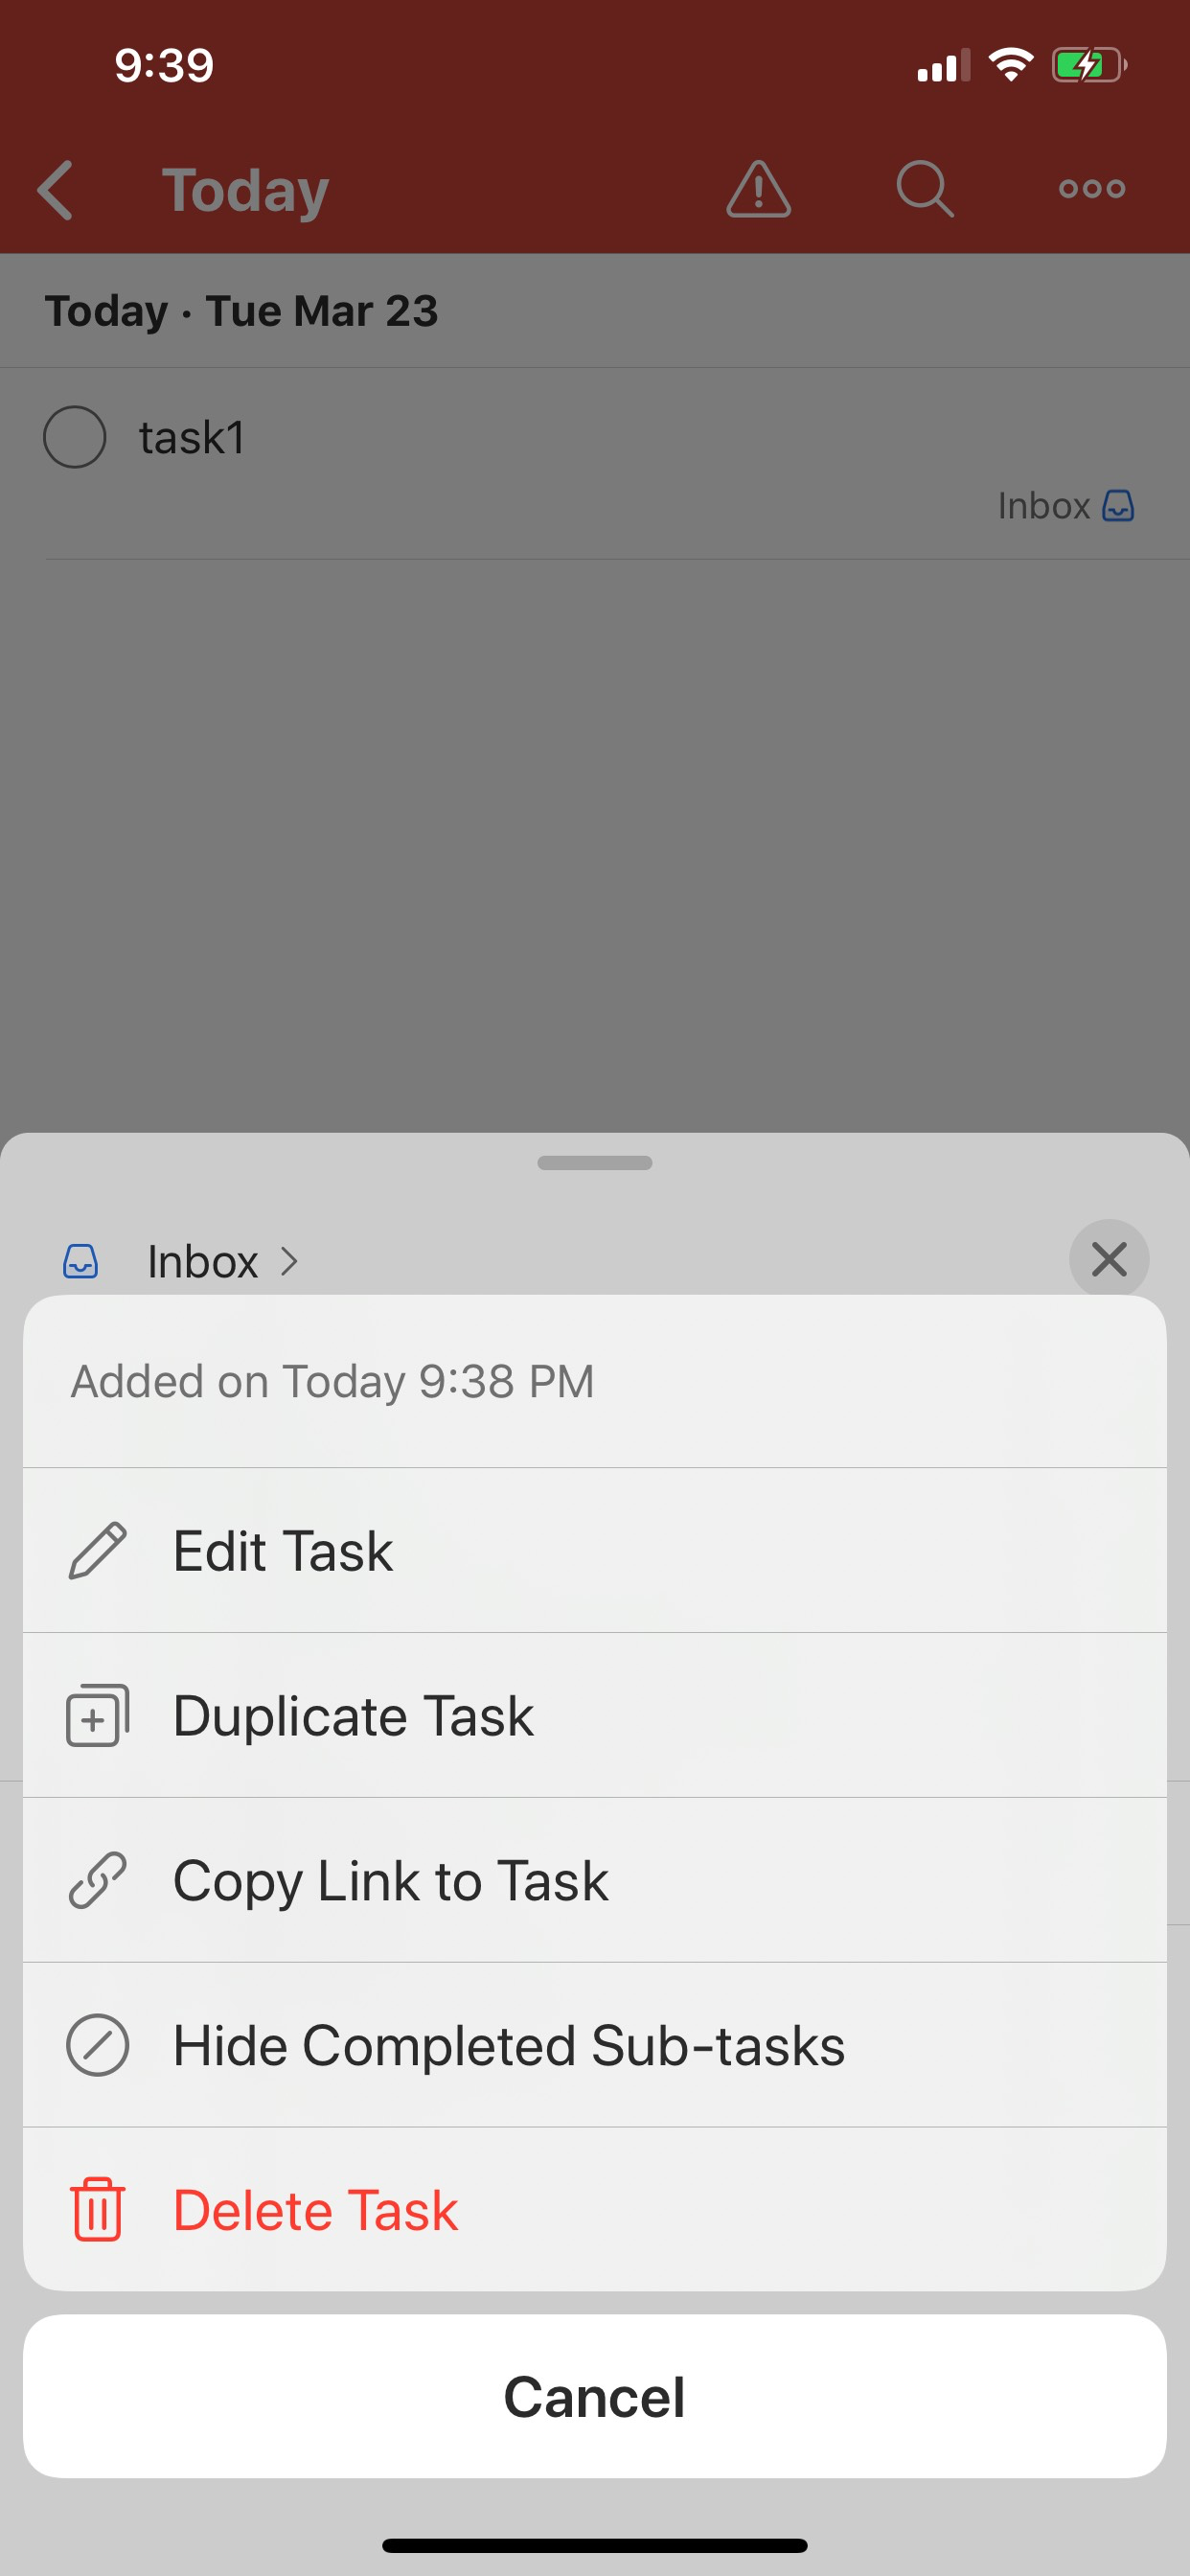 9:39
Today
Today · Tue Mar 23
task1
Inbox
Inbox
Added on Today 9:38 PM
Edit Task
Duplicate Task
Copy Link to Task
Hide Completed Sub-tasks
Delete Task
Cancel